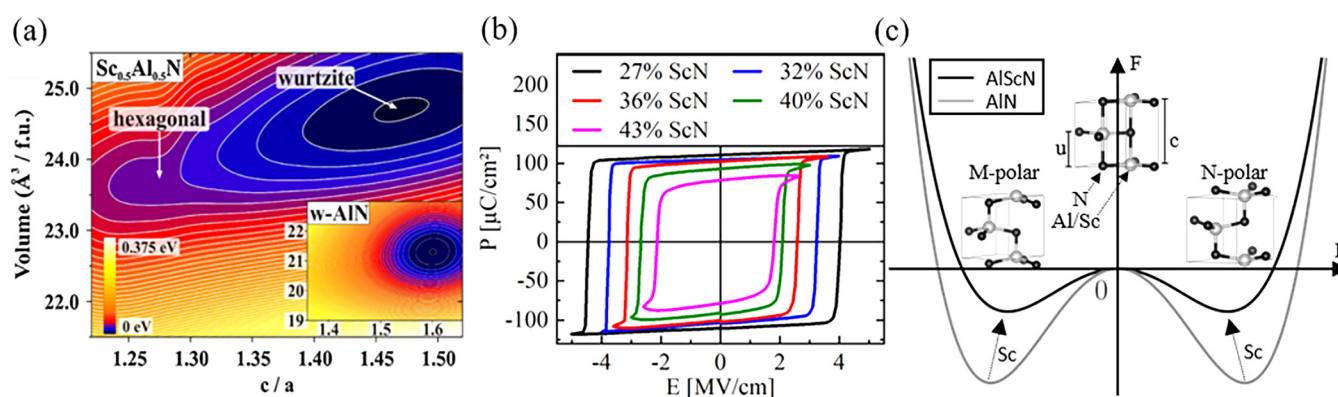 (a)
Sc0.5Al0.5N
wurtzite
hexagonal
Volume (Å³ / f.u.)
25.0
24.0
23.0
22.0
0.375 eV
0 eV
w-AlN
22
21
20
19
1.4
1.5
1.6
1.25
1.30
1.35
1.40
1.45
1.50
c / a
(b)
200
150
100
50
0
-50
-100
P [μC/cm²]
27% ScN
32% ScN
36% ScN
40% ScN
43% ScN
-4
-2
0
2
4
E [MV/cm]
(c)
AlScN
AlN
F
u
c
M-polar
N-polar
N
Al/Sc
0
Sc
Sc